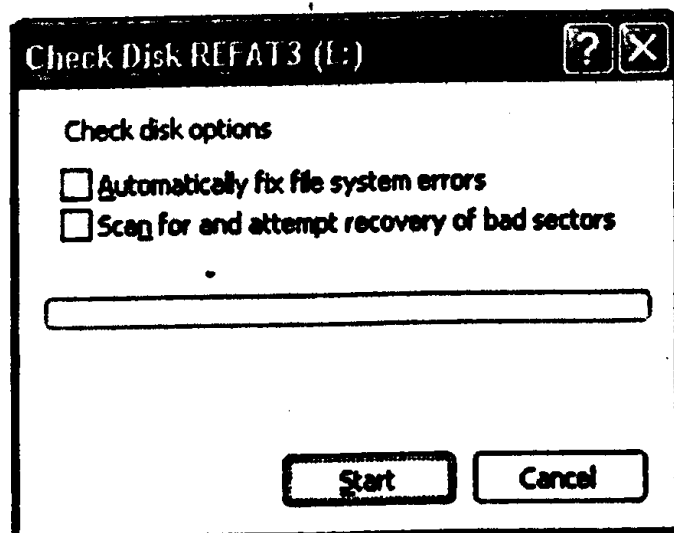 Check Disk REFAT3 (E:)
Check disk options
Automatically fix file system errors
Scan for and attempt recovery of bad sectors
Start
Cancel